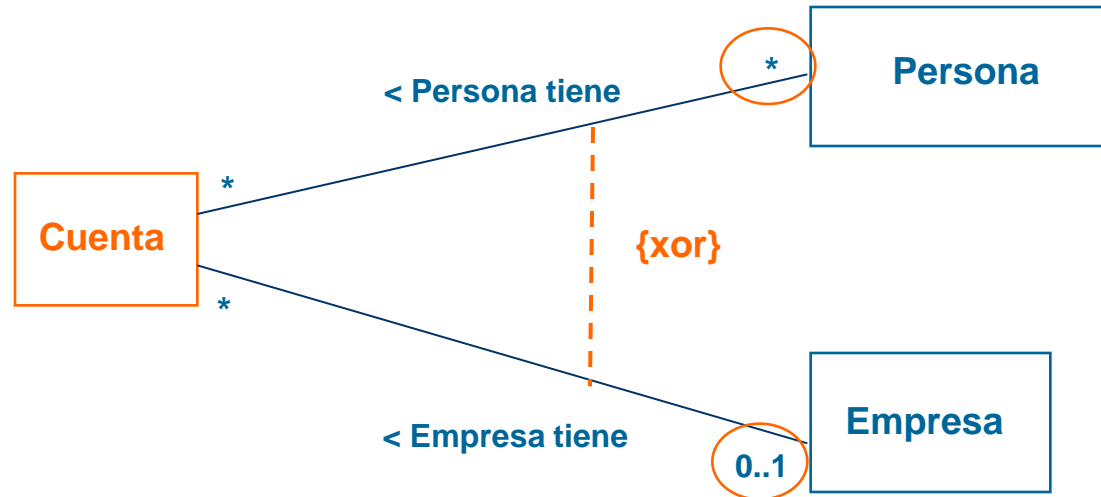 *
Persona
< Persona tiene
*
Cuenta
{xor}
*
Empresa
< Empresa tiene
0..1